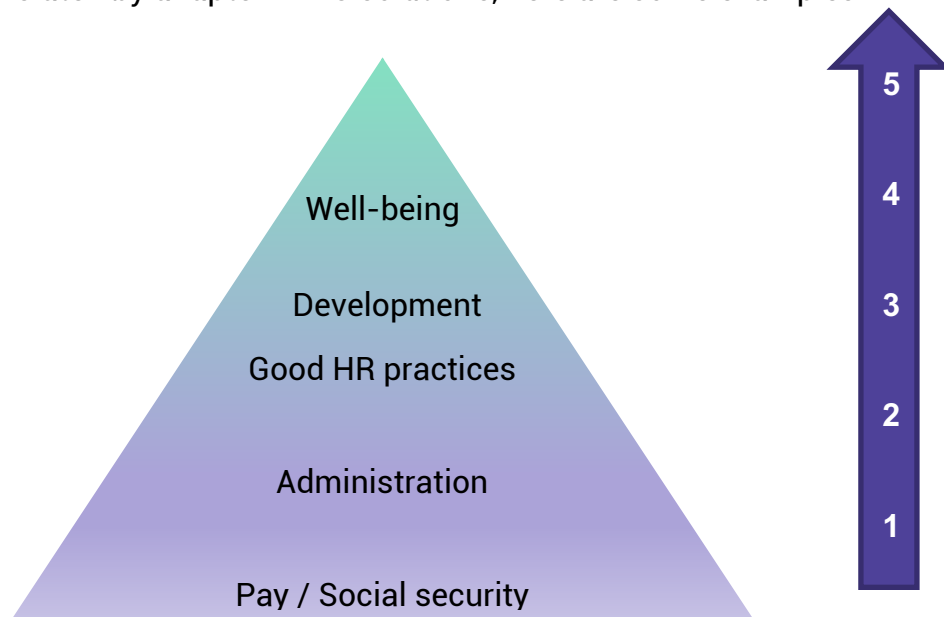 5
Well-being
4
Development
3
Good HR practices
2
Administration
1
Pay / Social security